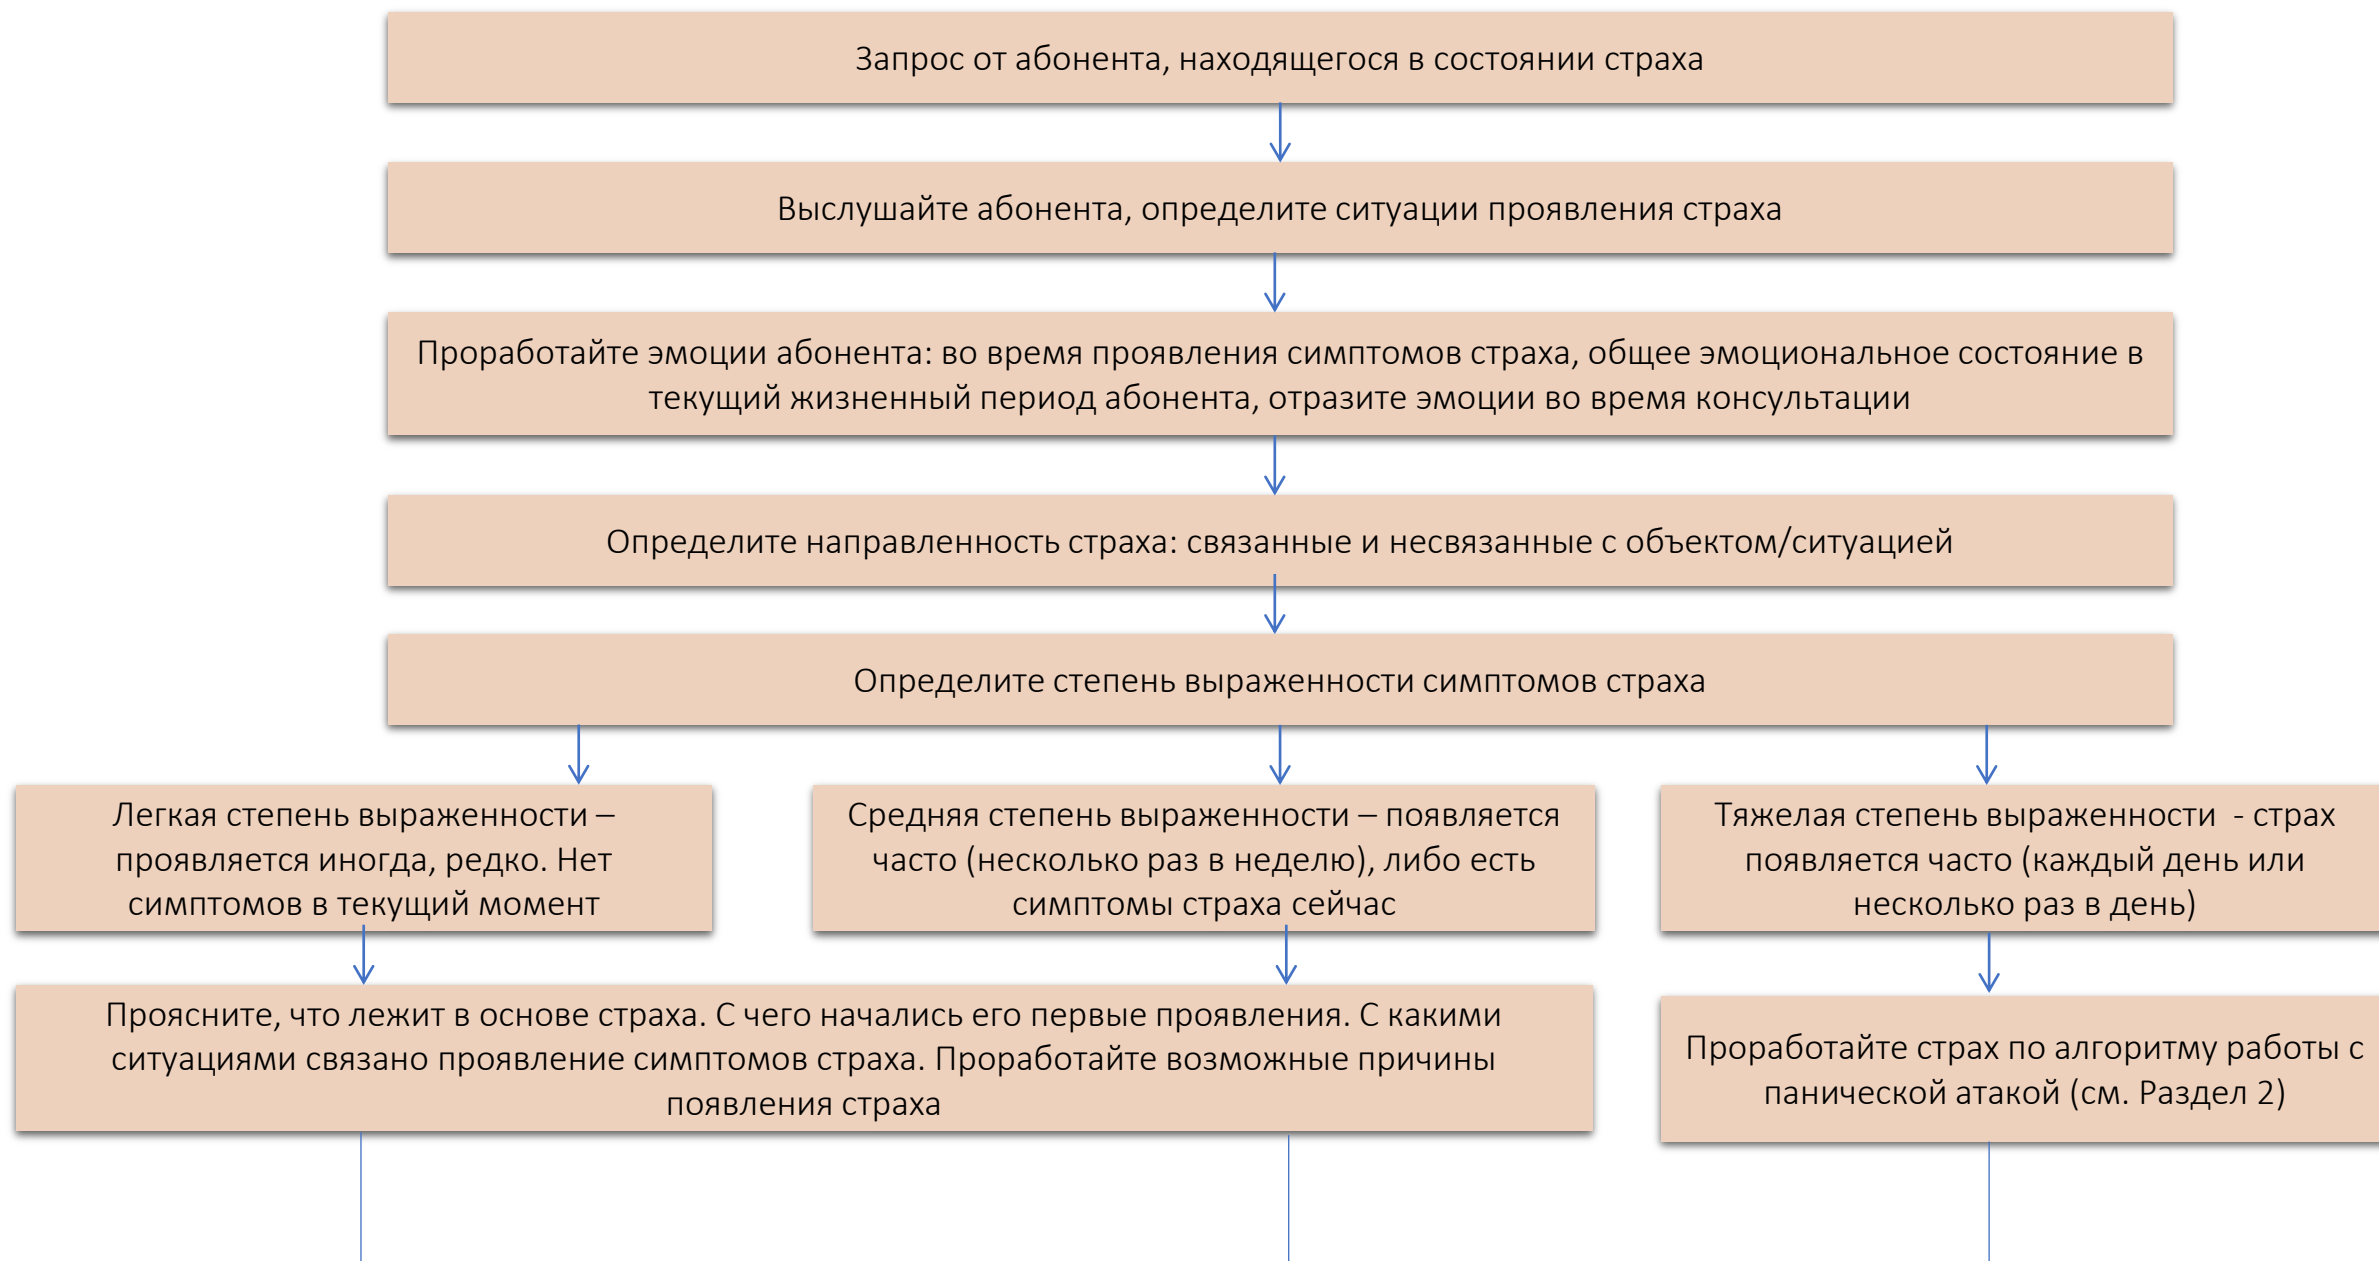 Запрос от абонента, находящегося в состоянии страха
Выслушайте абонента, определите ситуации проявления страха
Проработайте эмоции абонента: во время проявления симптомов страха, общее эмоциональное состояние в
текущий жизненный период абонента, отразите эмоции во время консультации
Определите направленность страха: связанные и несвязанные с объектом/ситуацией
Определите степень выраженности симптомов страха
Легкая степень выраженности –
проявляется иногда, редко. Нет
симптомов в текущий момент
Средняя степень выраженности – появляется
часто (несколько раз в неделю), либо есть
симптомы страха сейчас
Тяжелая степень выраженности  - страх
появляется часто (каждый день или
несколько раз в день)
Проясните, что лежит в основе страха. С чего начались его первые проявления. С какими
ситуациями связано проявление симптомов страха. Проработайте возможные причины
появления страха
Проработайте страх по алгоритму работы с
панической атакой (см. Раздел 2)